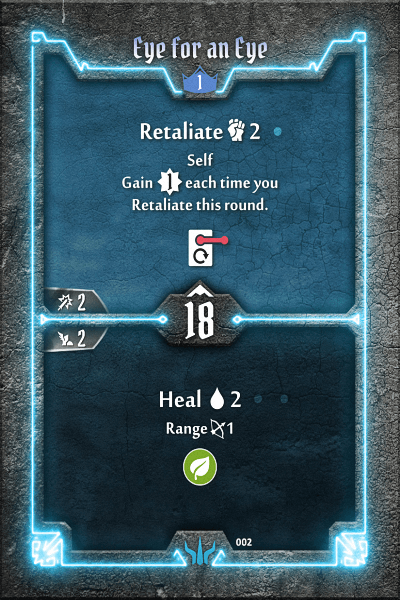 Eye for an Eye
1
Retaliate 2
Self
Gain 1 each time you
Retaliate this round.
2
18
2
Heal 2
Range 1
002